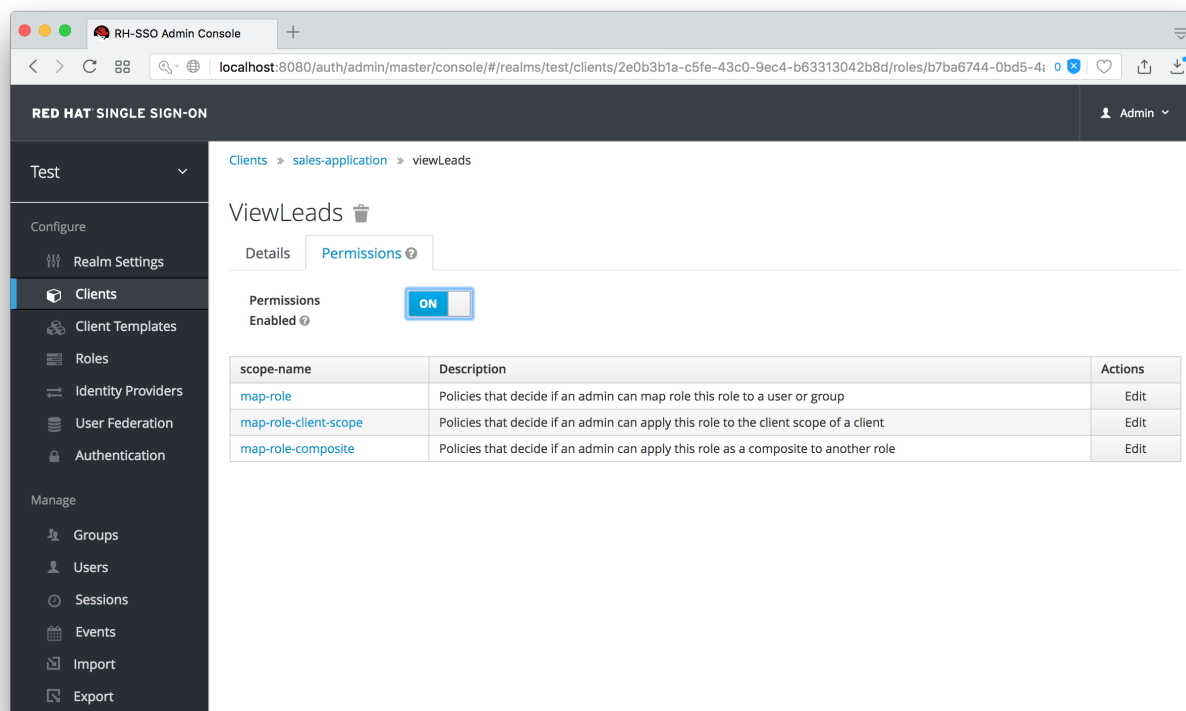 RH-SSO Admin Console
localhost:8080/auth/admin/master/console/#/realms/test/clients/2e0b3b1a-c5fe-43c0-9ec4-b63313042b8d/roles/b7ba6744-0bd5-4a 0
RED HAT SINGLE SIGN-ON
Admin
Test
Configure
Realm Settings
Clients
Client Templates
Roles
Identity Providers
User Federation
Authentication
Manage
Groups
Users
Sessions
Events
Import
Export
Clients » sales-application » viewLeads
ViewLeads
Details Permissions
Permissions
Enabled
ON
scope-name Description Actions
map-role Policies that decide if an admin can map role this role to a user or group Edit
map-role-client-scope Policies that decide if an admin can apply this role to the client scope of a client Edit
map-role-composite Policies that decide if an admin can apply this role as a composite to another role Edit